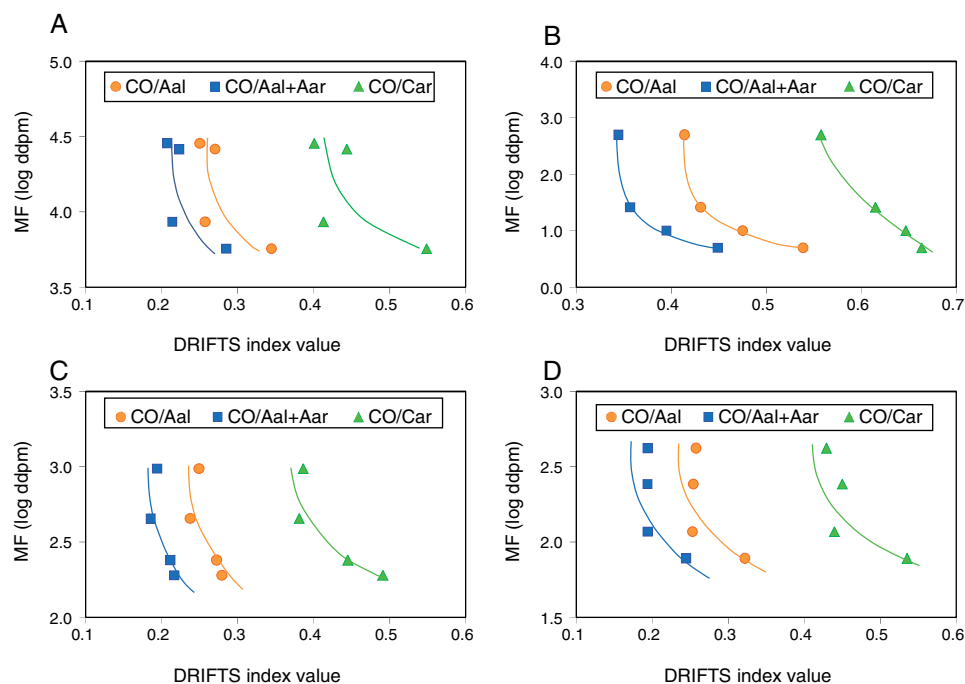 A
5.0
CO/Aal CO/Aal+Aar CO/Car
4.5
MF (log ddpm)
4.0
3.5
0.1 0.2 0.3 0.4 0.5 0.6
DRIFTS index value
B
4.0
CO/Aal CO/Aal+Aar CO/Car
3.0
MF (log ddpm)
2.0
1.0
0.0
0.3 0.4 0.5 0.6 0.7
DRIFTS index value
C
3.5
CO/Aal CO/Aal+Aar CO/Car
3.0
MF (log ddpm)
2.5
2.0
0.1 0.2 0.3 0.4 0.5 0.6
DRIFTS index value
D
3.0
CO/Aal CO/Aal+Aar CO/Car
2.5
MF (log ddpm)
2.0
1.5
0.1 0.2 0.3 0.4 0.5 0.6
DRIFTS index value